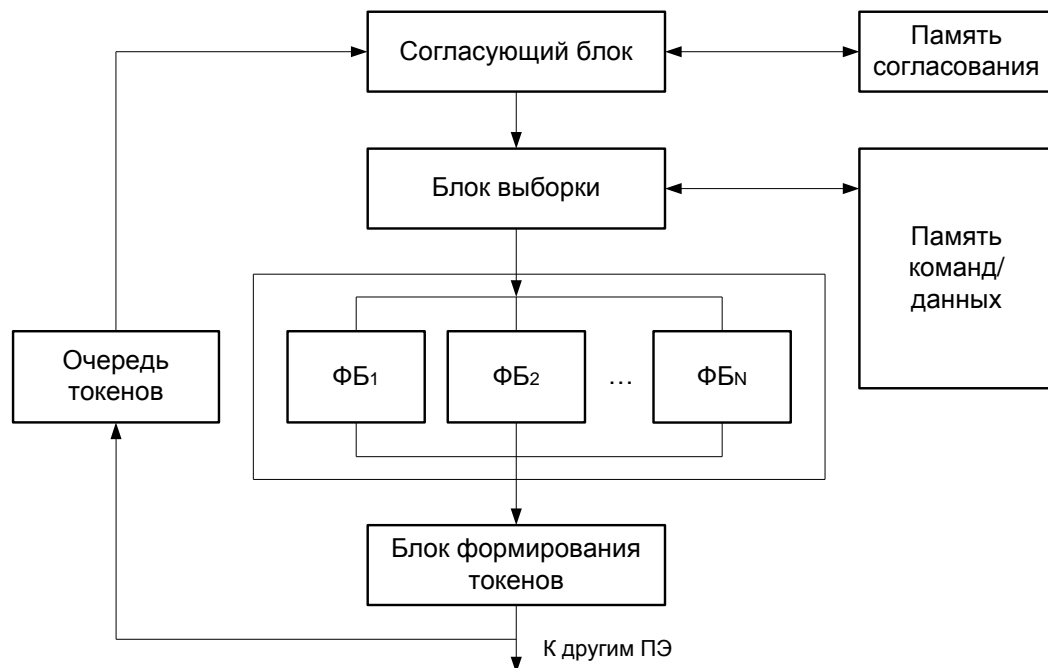 Согласующий блок
Память
согласования
Блок выборки
Память
команд/
данных
Очередь
токенов
ФБ1
ФБ2
...
ФБN
Блок формирования
токенов
К другим ПЭ